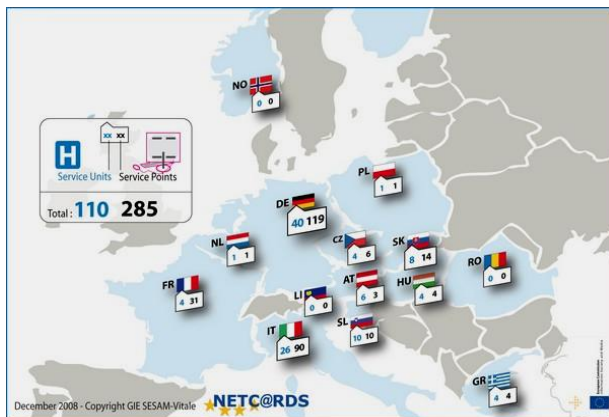 NO
0 0
xx xx
H
Service Units Service Points
Total : 110 285
PL
1 1
DE
40 119
NL
1 1
CZ
4 6
SK
8 14
RO
0 0
FR
4 31
LI
0 0
AT
6 3
HU
4 4
IT
26 90
SL
10 10
GR
4 4
December 2008 - Copyright GIE SESAM-Vitale
NETC@RDS